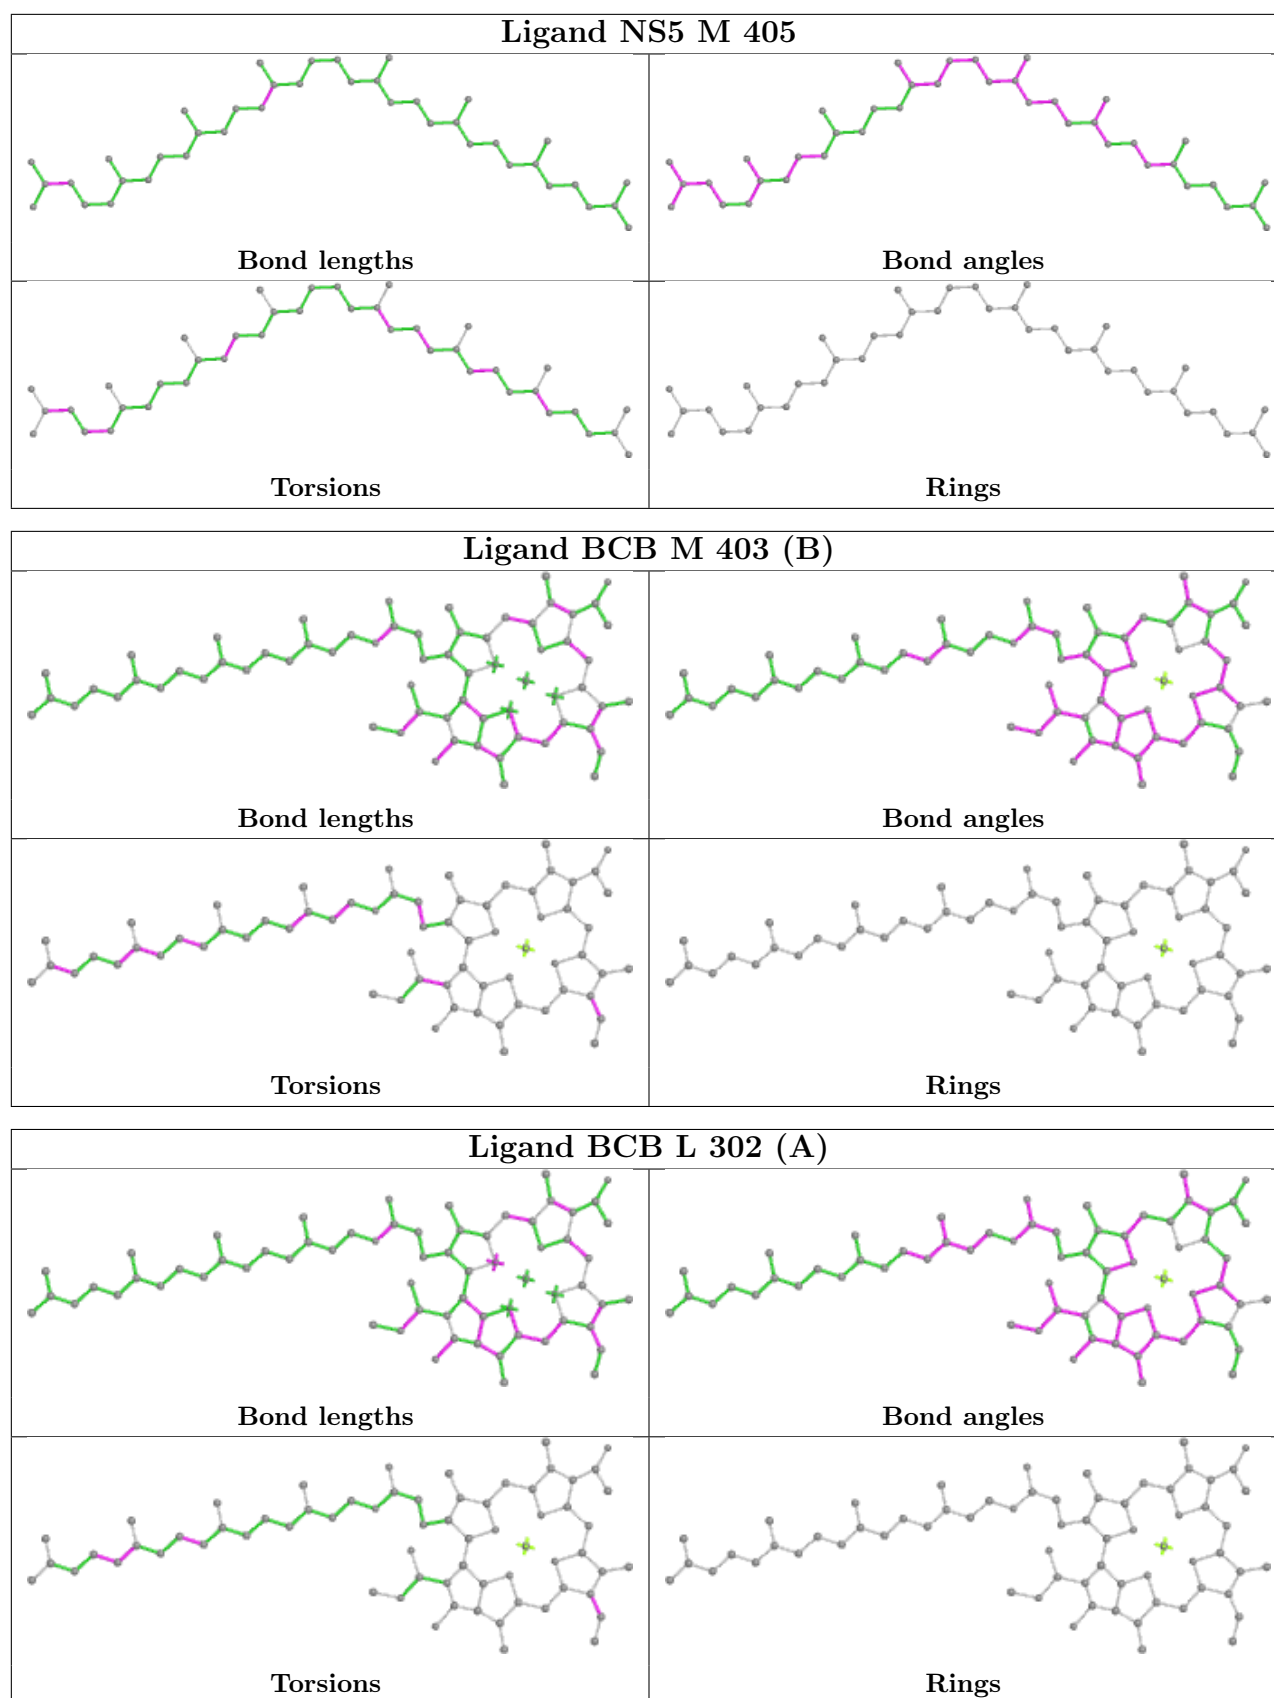 Ligand NS5 M 405
Bond lengths
Bond angles
Torsions
Rings
Ligand BCB M 403 (B)
Bond lengths
Bond angles
Torsions
Rings
Ligand BCB L 302 (A)
Bond lengths
Bond angles
Torsions
Rings